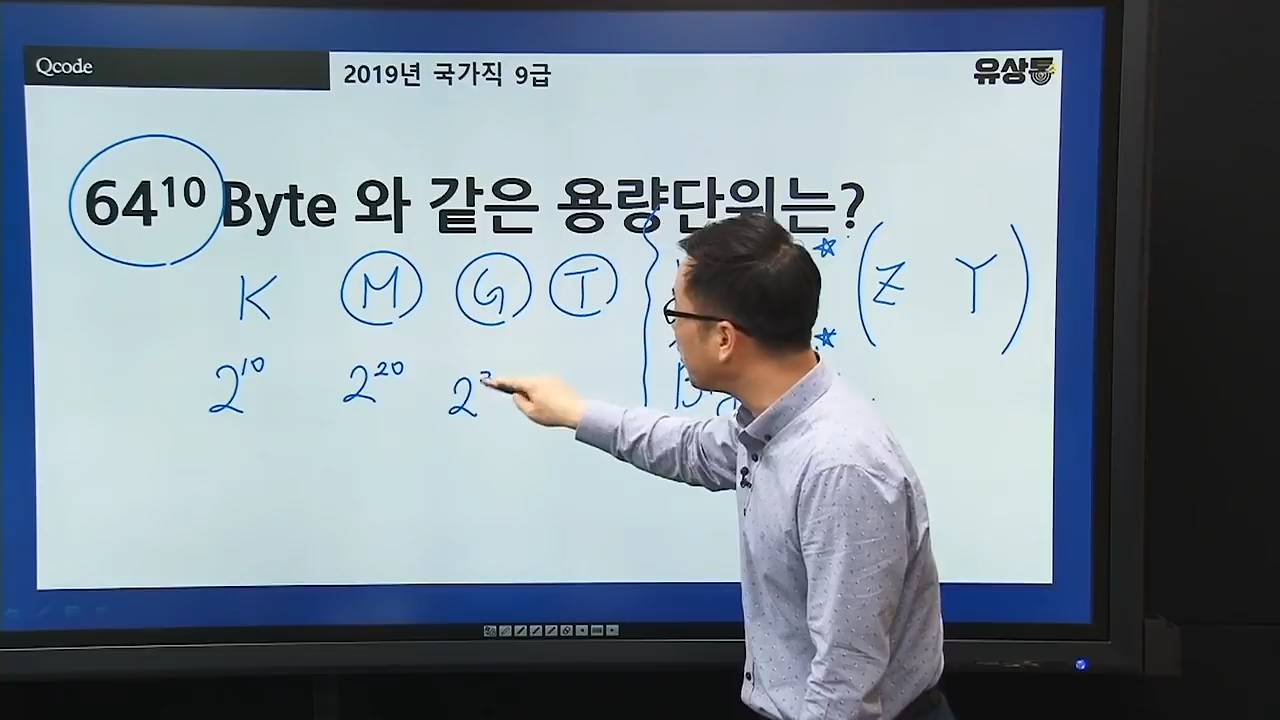 Qcode
2019년 국가직 9급
유상통
64¹⁰ Byte 와 같은 용량단위는?
K M G T Z Y
2¹⁰ 2²⁰ 2